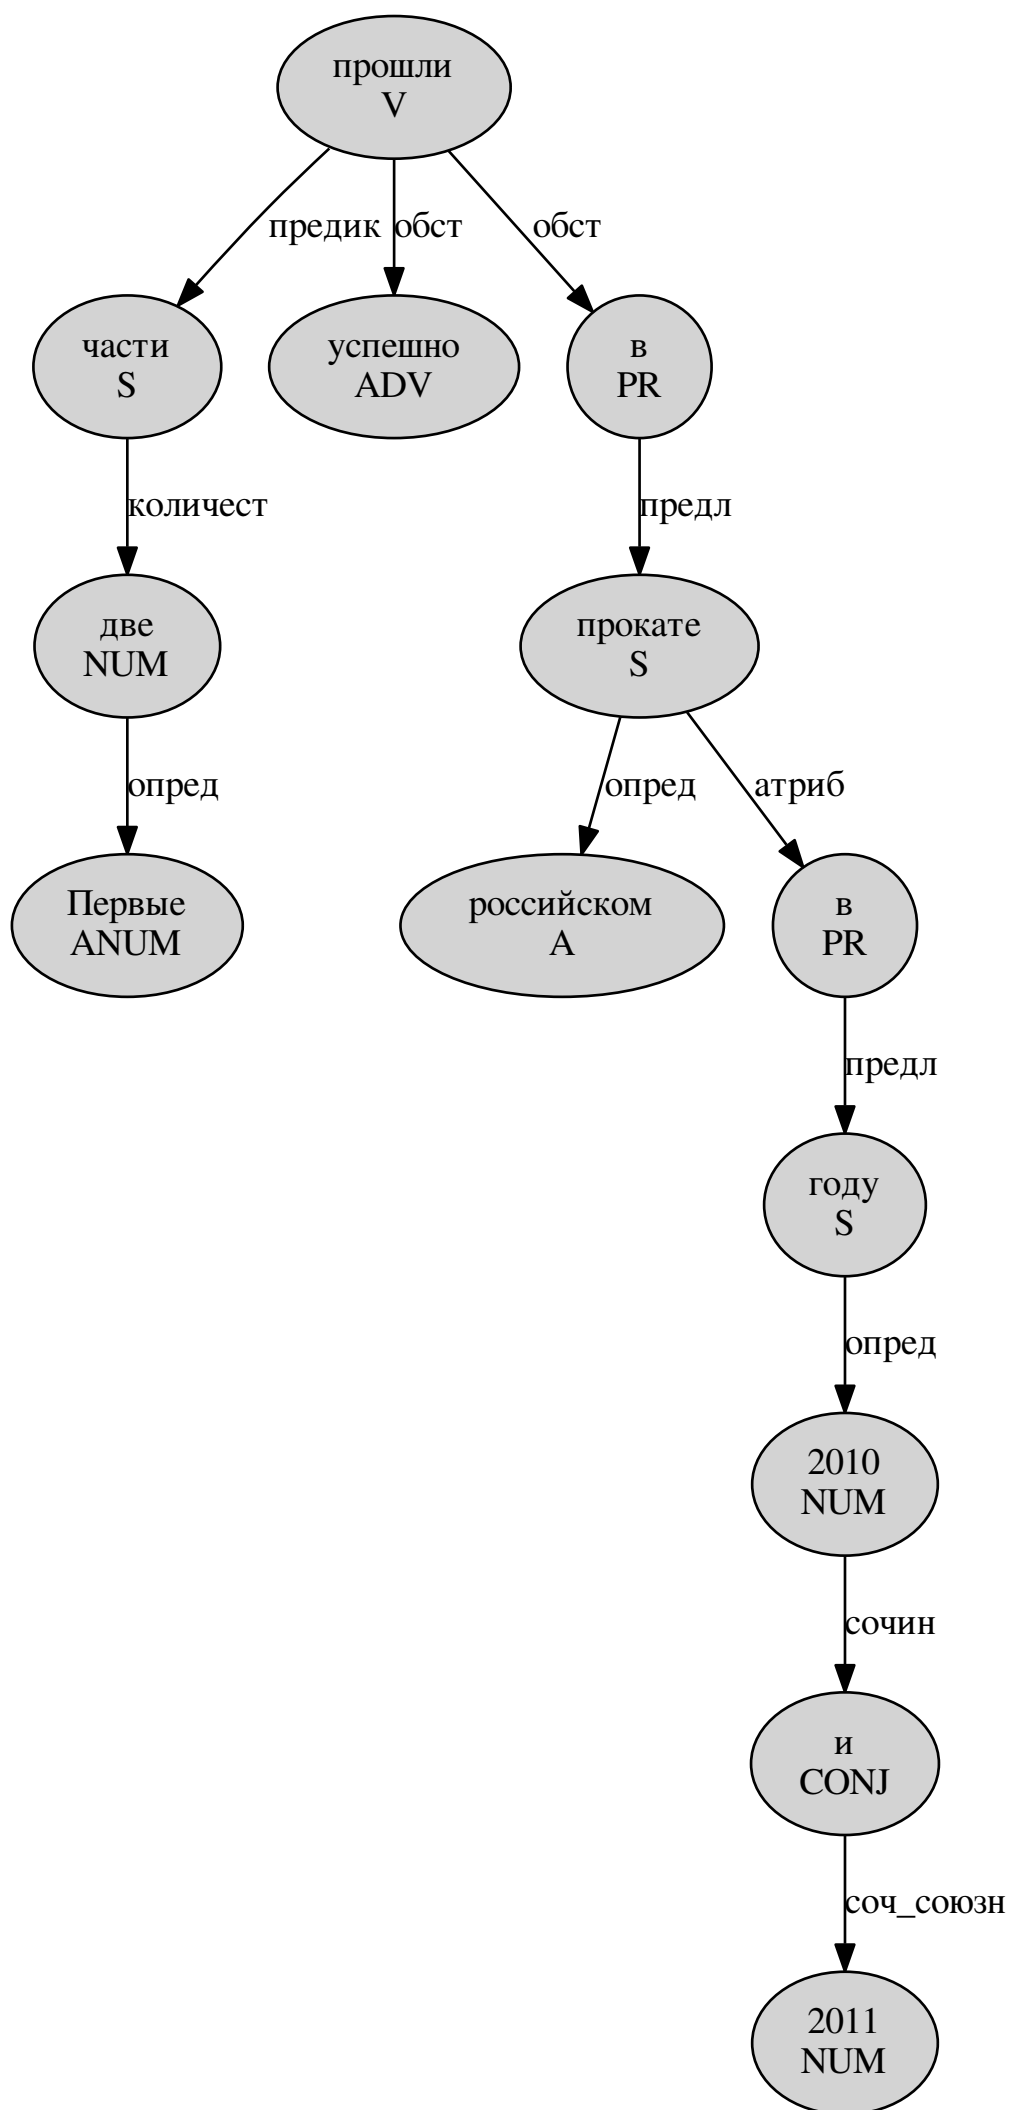 прошли
V
предик
обст
обст
части
S
успешно
ADV
в
PR
количест
предл
две
NUM
прокате
S
опред
опред
атриб
Первые
ANUM
российском
A
в
PR
предл
году
S
опред
2010
NUM
сочин
и
CONJ
соч_союзн
2011
NUM